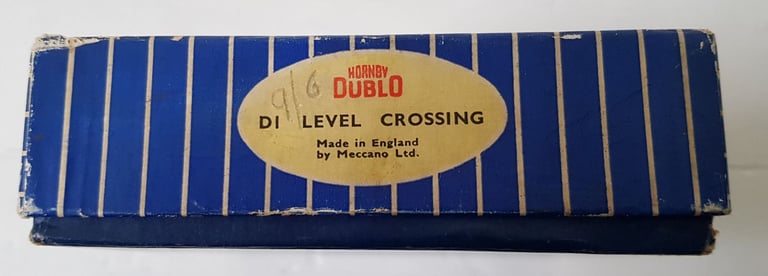 HORNBY
DUBLO
9/6
D1 LEVEL CROSSING
Made in England
by Meccano Ltd.